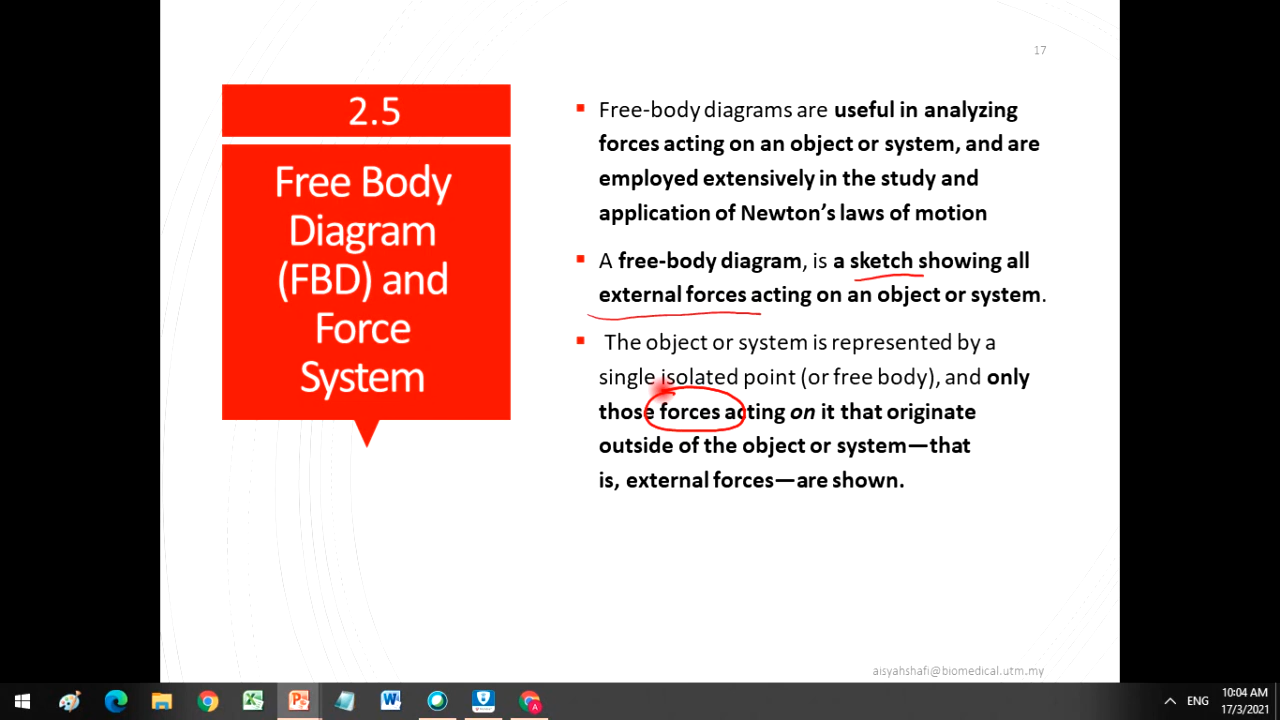 17
2.5
Free Body
Diagram
(FBD) and
Force
System
Free-body diagrams are useful in analyzing
forces acting on an object or system, and are
employed extensively in the study and
application of Newton’s laws of motion
A free-body diagram, is a sketch showing all
external forces acting on an object or system.
The object or system is represented by a
single isolated point (or free body), and only
those forces acting on it that originate
outside of the object or system—that
is, external forces—are shown.
aisyahshafi@biomedical.utm.my
ENG
10:04 AM
17/3/2021